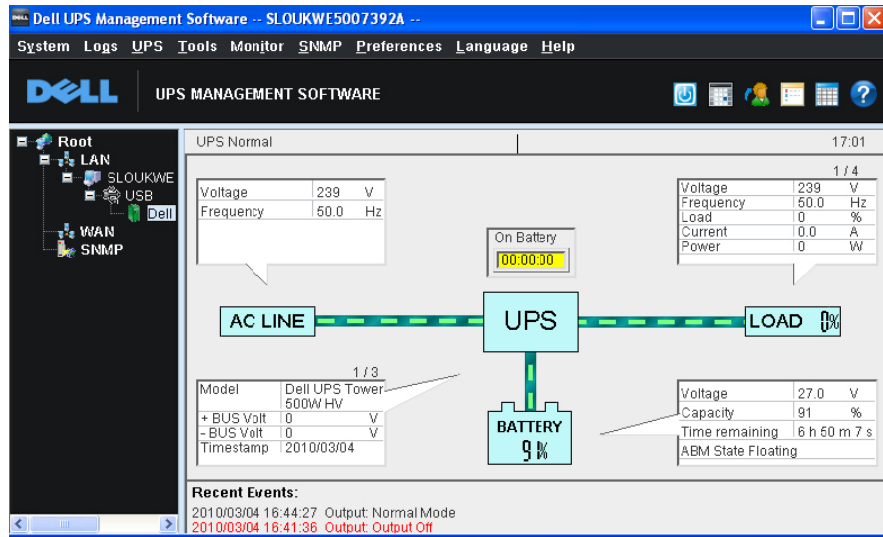 Dell UPS Management Software -- SLOUKWE5007392A --
System Logs UPS Tools Monitor SNMP Preferences Language Help
DELL UPS MANAGEMENT SOFTWARE
Root
LAN
SLOUKWE
USB
Dell
WAN
SNMP
UPS Normal 17:01
Voltage 239 V
Frequency 50.0 Hz
1 / 4
Voltage 239 V
Frequency 50.0 Hz
Load 0 %
Current 0.0 A
Power 0 W
On Battery
00:00:00
AC LINE
UPS
LOAD 0%
1 / 3
Model Dell UPS Tower
500W HV
+ BUS Volt 0 V
- BUS Volt 0 V
Timestamp 2010/03/04
BATTERY
91%
Voltage 27.0 V
Capacity 91 %
Time remaining 6 h 50 m 7 s
ABM State Floating
Recent Events:
2010/03/04 16:44:27 Output: Normal Mode
2010/03/04 16:41:36 Output: Output Off